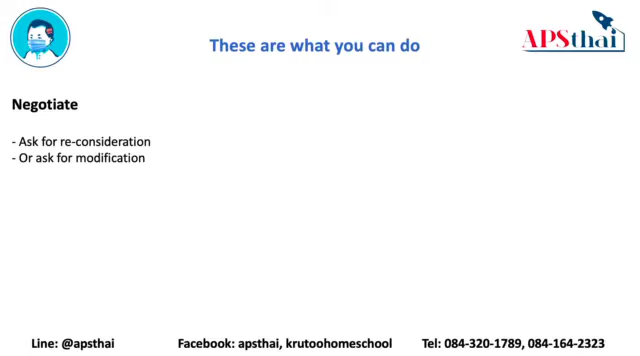 APSthai
These are what you can do
Negotiate
- Ask for re-consideration
- Or ask for modification
Line: @apsthai Facebook: apsthai, krutoohomeschool Tel: 084-320-1789, 084-164-2323